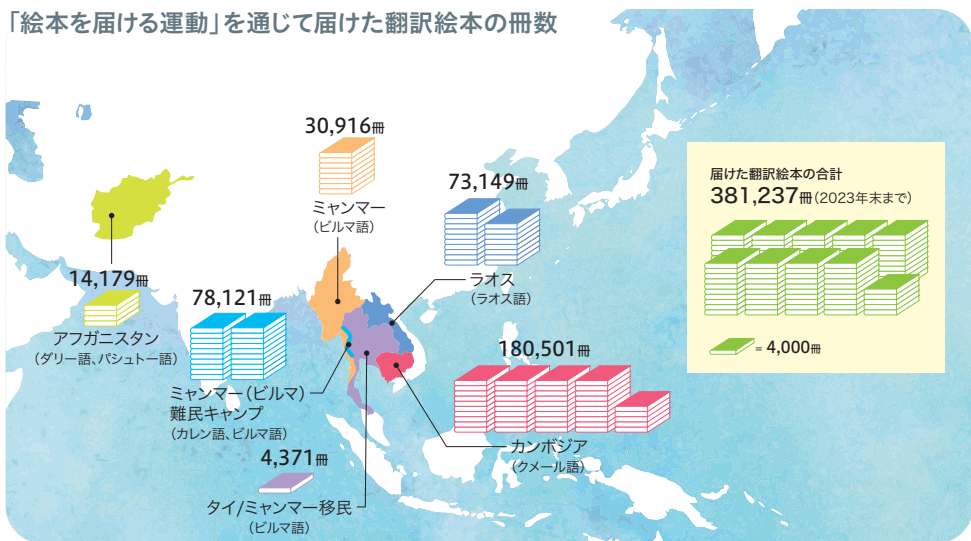 「絵本を届ける運動」を通じて届けた翻訳絵本の冊数
30,916冊
ミャンマー
（ビルマ語）
73,149冊
ラオス
（ラオス語）
14,179冊
アフガニスタン
（ダリー語、パシュトー語）
78,121冊
ミャンマー（ビルマ）
難民キャンプ
（カレン語、ビルマ語）
180,501冊
カンボジア
（クメール語）
4,371冊
タイ/ミャンマー移民
（ビルマ語）
届けた翻訳絵本の合計
381,237冊（2023年末まで）
= 4,000冊